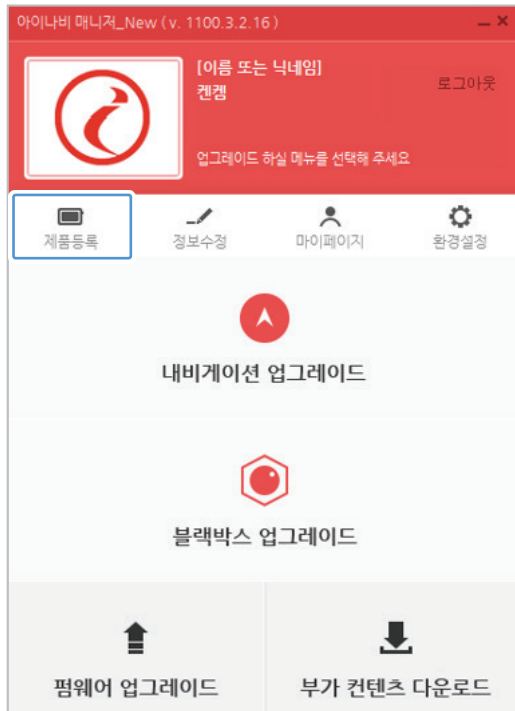 아이나비 매니저_New ( v. 1100.3.2.16 )
[이름 또는 닉네임]
켄켐
로그아웃
업그레이드 하실 메뉴를 선택해 주세요
제품등록 정보수정 마이페이지 환경설정
내비게이션 업그레이드
블랙박스 업그레이드
펌웨어 업그레이드 부가 컨텐츠 다운로드